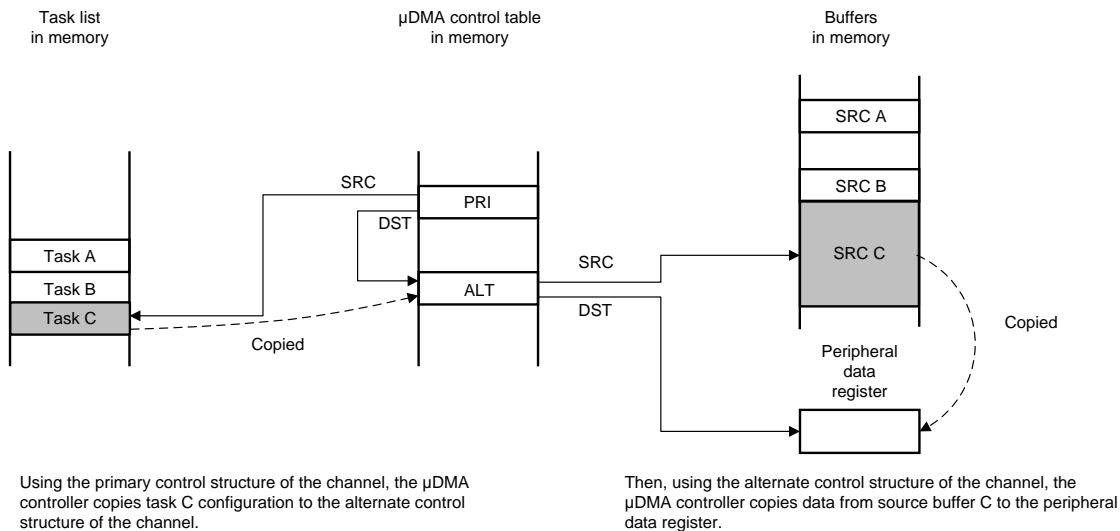 Task list
in memory
µDMA control table
in memory
Buffers
in memory
SRC A
SRC
PRI
SRC B
DST
Task A
SRC
SRC C
Task B
ALT
DST
Task C
Copied
Copied
Peripheral
data
register
Using the primary control structure of the channel, the µDMA
controller copies task C configuration to the alternate control
structure of the channel.
Then, using the alternate control structure of the channel, the
µDMA controller copies data from source buffer C to the peripheral
data register.